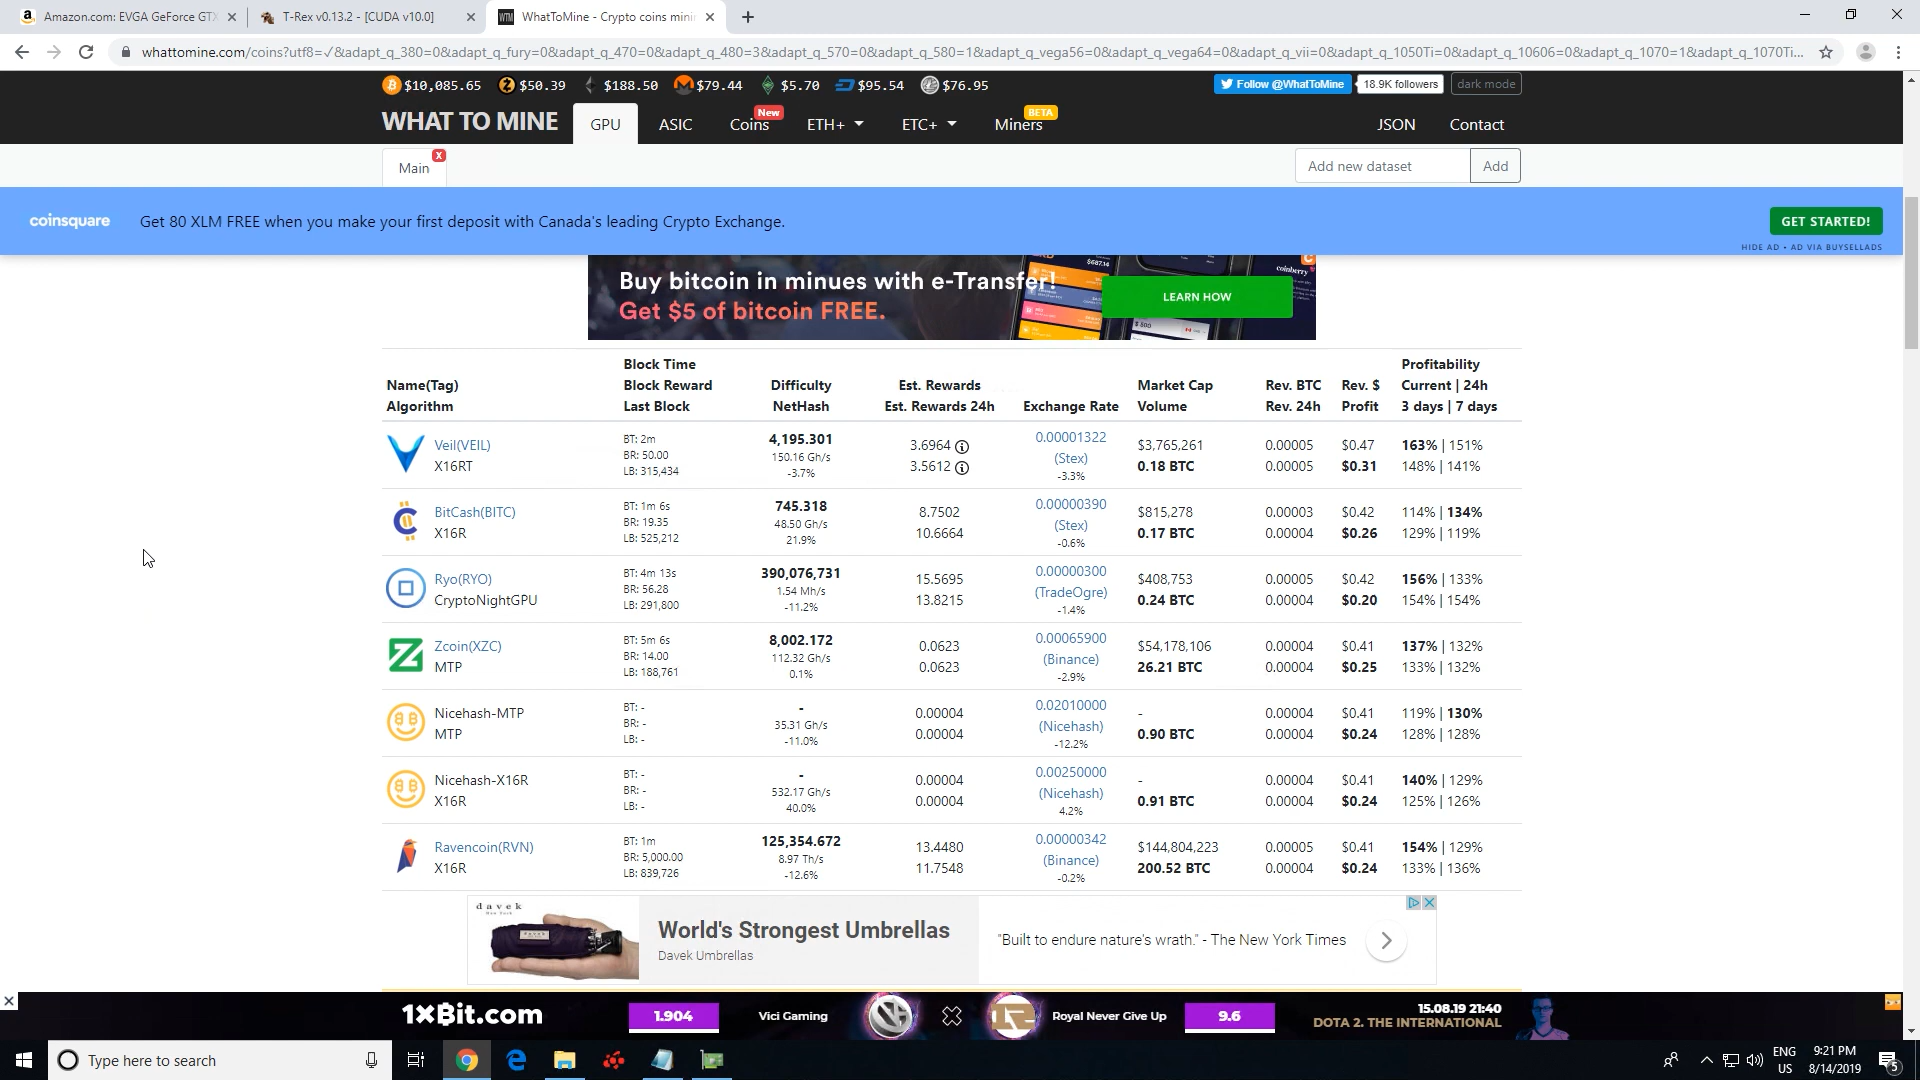 Amazon.com: EVGA GeForce GTX
T-Rex v0.13.2 - [CUDA v10.0]
WhatToMine - Crypto coins mini
whattomine.com/coins?utf8=✓&adapt_q_380=0&adapt_q_fury=0&adapt_q_470=0&adapt_q_480=3&adapt_q_570=0&adapt_q_580=1&adapt_q_vega56=0&adapt_q_vega64=0&adapt_q_vii=0&adapt_q_1050Ti=0&adapt_q_10606=0&adapt_q_1070=1&adapt_q_1070Ti...
$10,085.65 $50.39 $188.50 $79.44 $5.70 $95.54 $76.95
Follow @WhatToMine 18.9K followers dark mode
WHAT TO MINE GPU ASIC Coins New ETH+ ETC+ Miners BETA JSON Contact
Main x Add new dataset Add
coinsquare Get 80 XLM FREE when you make your first deposit with Canada's leading Crypto Exchange. GET STARTED!
HIDE AD • AD VIA BUYSELLADS
Buy bitcoin in minues with e-Transfer!
Get $5 of bitcoin FREE.
LEARN HOW
coinberry
$687.14
$ 500
Block Time Profitability
Name(Tag) Block Reward Difficulty Est. Rewards Market Cap Rev. BTC Rev. $ Current | 24h
Algorithm Last Block NetHash Est. Rewards 24h Exchange Rate Volume Rev. 24h Profit 3 days | 7 days
Veil(VEIL) BT: 2m 4,195.301 3.6964 0.00001322 $3,765,261 0.00005 $0.47 163% | 151%
X16RT BR: 50.00 150.16 Gh/s 3.5612 (Stex) 0.18 BTC 0.00005 $0.31 148% | 141%
LB: 315,434 -3.7% -3.3%
BitCash(BITC) BT: 1m 6s 745.318 8.7502 0.00000390 $815,278 0.00003 $0.42 114% | 134%
X16R BR: 19.35 48.50 Gh/s 10.6664 (Stex) 0.17 BTC 0.00004 $0.26 129% | 119%
LB: 525,212 21.9% -0.6%
Ryo(RYO) BT: 4m 13s 390,076,731 15.5695 0.00000300 $408,753 0.00005 $0.42 156% | 133%
CryptoNightGPU BR: 56.28 1.54 Mh/s 13.8215 (TradeOgre) 0.24 BTC 0.00004 $0.20 154% | 154%
LB: 291,800 -11.2% -1.4%
Zcoin(XZC) BT: 5m 6s 8,002.172 0.0623 0.00065900 $54,178,106 0.00004 $0.41 137% | 132%
MTP BR: 14.00 112.32 Gh/s 0.0623 (Binance) 26.21 BTC 0.00004 $0.25 133% | 132%
LB: 188,761 0.1% -2.9%
Nicehash-MTP BT: - - 0.00004 0.02010000 - 0.00004 $0.41 119% | 130%
MTP BR: - 35.31 Gh/s 0.00004 (Nicehash) 0.90 BTC 0.00004 $0.24 128% | 128%
LB: - -11.0% -12.2%
Nicehash-X16R BT: - - 0.00004 0.00250000 - 0.00004 $0.41 140% | 129%
X16R BR: - 532.17 Gh/s 0.00004 (Nicehash) 0.91 BTC 0.00004 $0.24 125% | 126%
LB: - 40.0% 4.2%
Ravencoin(RVN) BT: 1m 125,354.672 13.4480 0.00000342 $144,804,223 0.00005 $0.41 154% | 129%
X16R BR: 5,000.00 8.97 Th/s 11.7548 (Binance) 200.52 BTC 0.00004 $0.24 133% | 136%
LB: 839,726 -12.6% -0.2%
davek
World's Strongest Umbrellas
Davek Umbrellas
"Built to endure nature's wrath." - The New York Times
1XBit.com 1.904 Vici Gaming Royal Never Give Up 9.6
15.08.19 21:40
DOTA 2. THE INTERNATIONAL
Type here to search
ENG
US
9:21 PM
8/14/2019
5